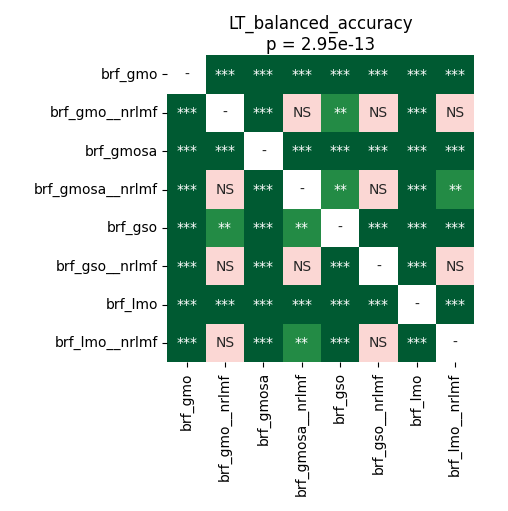 LT_balanced_accuracy
p = 2.95e-13
brf_gmo - *** *** *** *** *** *** ***
brf_gmo__nrlmf *** - *** NS ** NS *** NS
brf_gmosa *** *** - *** *** *** *** ***
brf_gmosa__nrlmf *** NS *** - ** NS *** **
brf_gso *** ** *** ** - *** *** ***
brf_gso__nrlmf *** NS *** NS *** - *** NS
brf_lmo *** *** *** *** *** *** - ***
brf_lmo__nrlmf *** NS *** ** *** NS *** -
brf_gmo
brf_gmo__nrlmf
brf_gmosa
brf_gmosa__nrlmf
brf_gso
brf_gso__nrlmf
brf_lmo
brf_lmo__nrlmf